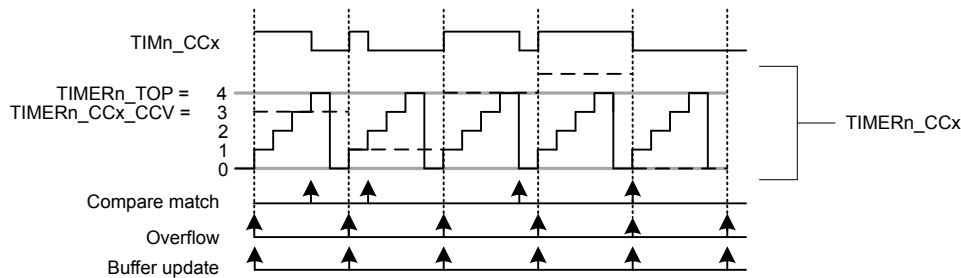 TIMn_CCx
TIMERn_TOP = 4
TIMERn_CCx_CCV = 3
2
1
0
TIMERn_CCx
Compare match
Overflow
Buffer update